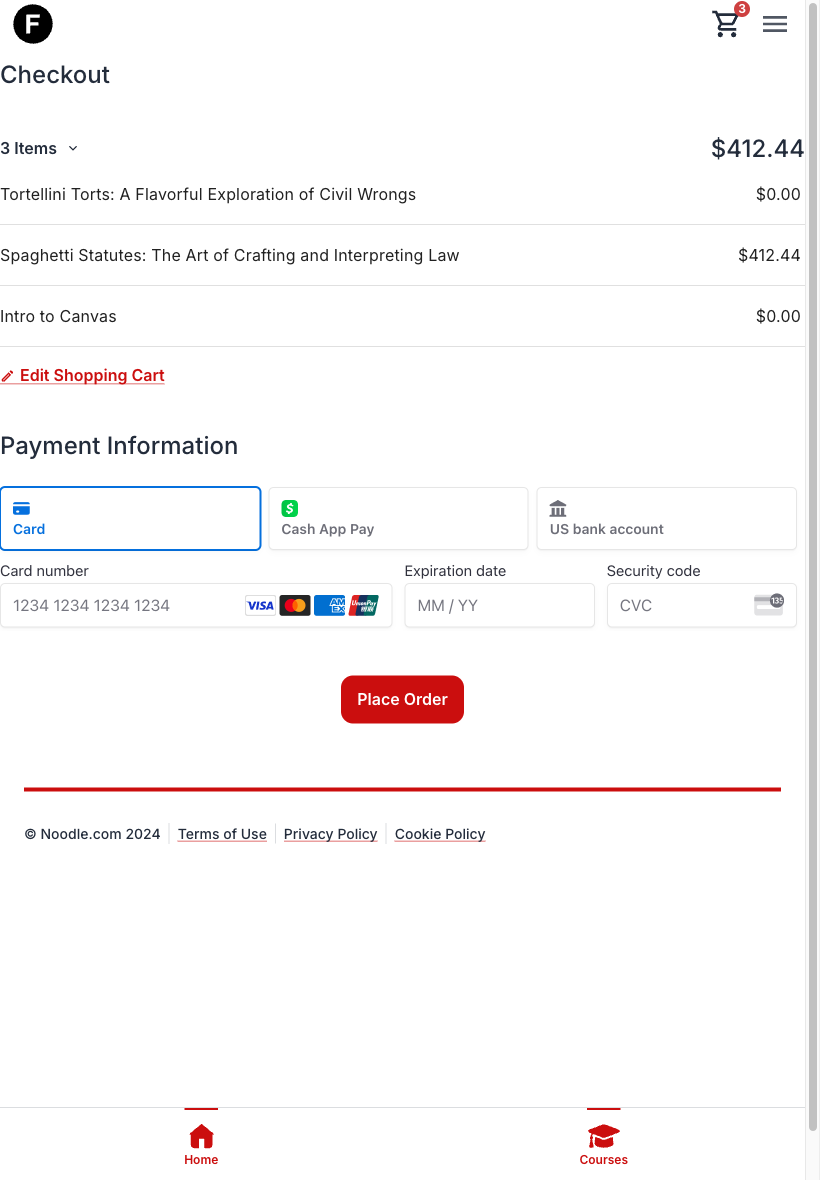 F
3
Checkout
3 Items $412.44
Tortellini Torts: A Flavorful Exploration of Civil Wrongs $0.00
Spaghetti Statutes: The Art of Crafting and Interpreting Law $412.44
Intro to Canvas $0.00
Edit Shopping Cart
Payment Information
Card
$ Cash App Pay
US bank account
Card number Expiration date Security code
1234 1234 1234 1234 VISA AM EX UnionPay MM / YY CVC 135
Place Order
© Noodle.com 2024 Terms of Use Privacy Policy Cookie Policy
Home Courses